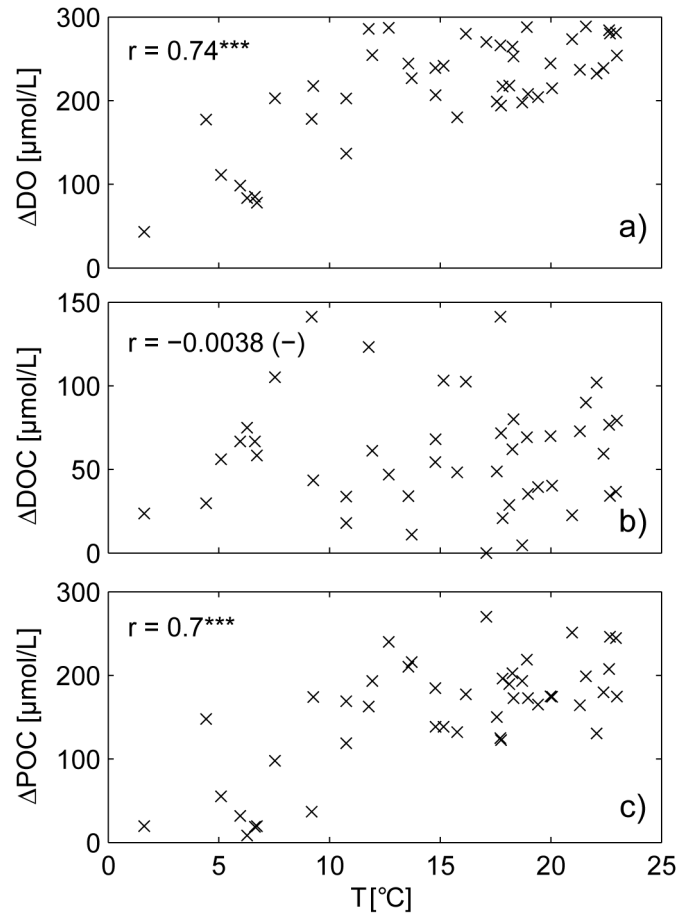 300
r = 0.74***
200
ΔDO [µmol/L]
100
a)
0
150
r = −0.0038 (−)
100
ΔDOC [µmol/L]
50
b)
0
300
r = 0.7***
200
ΔPOC [µmol/L]
100
c)
0
0 5 10 15 20 25
T [°C]